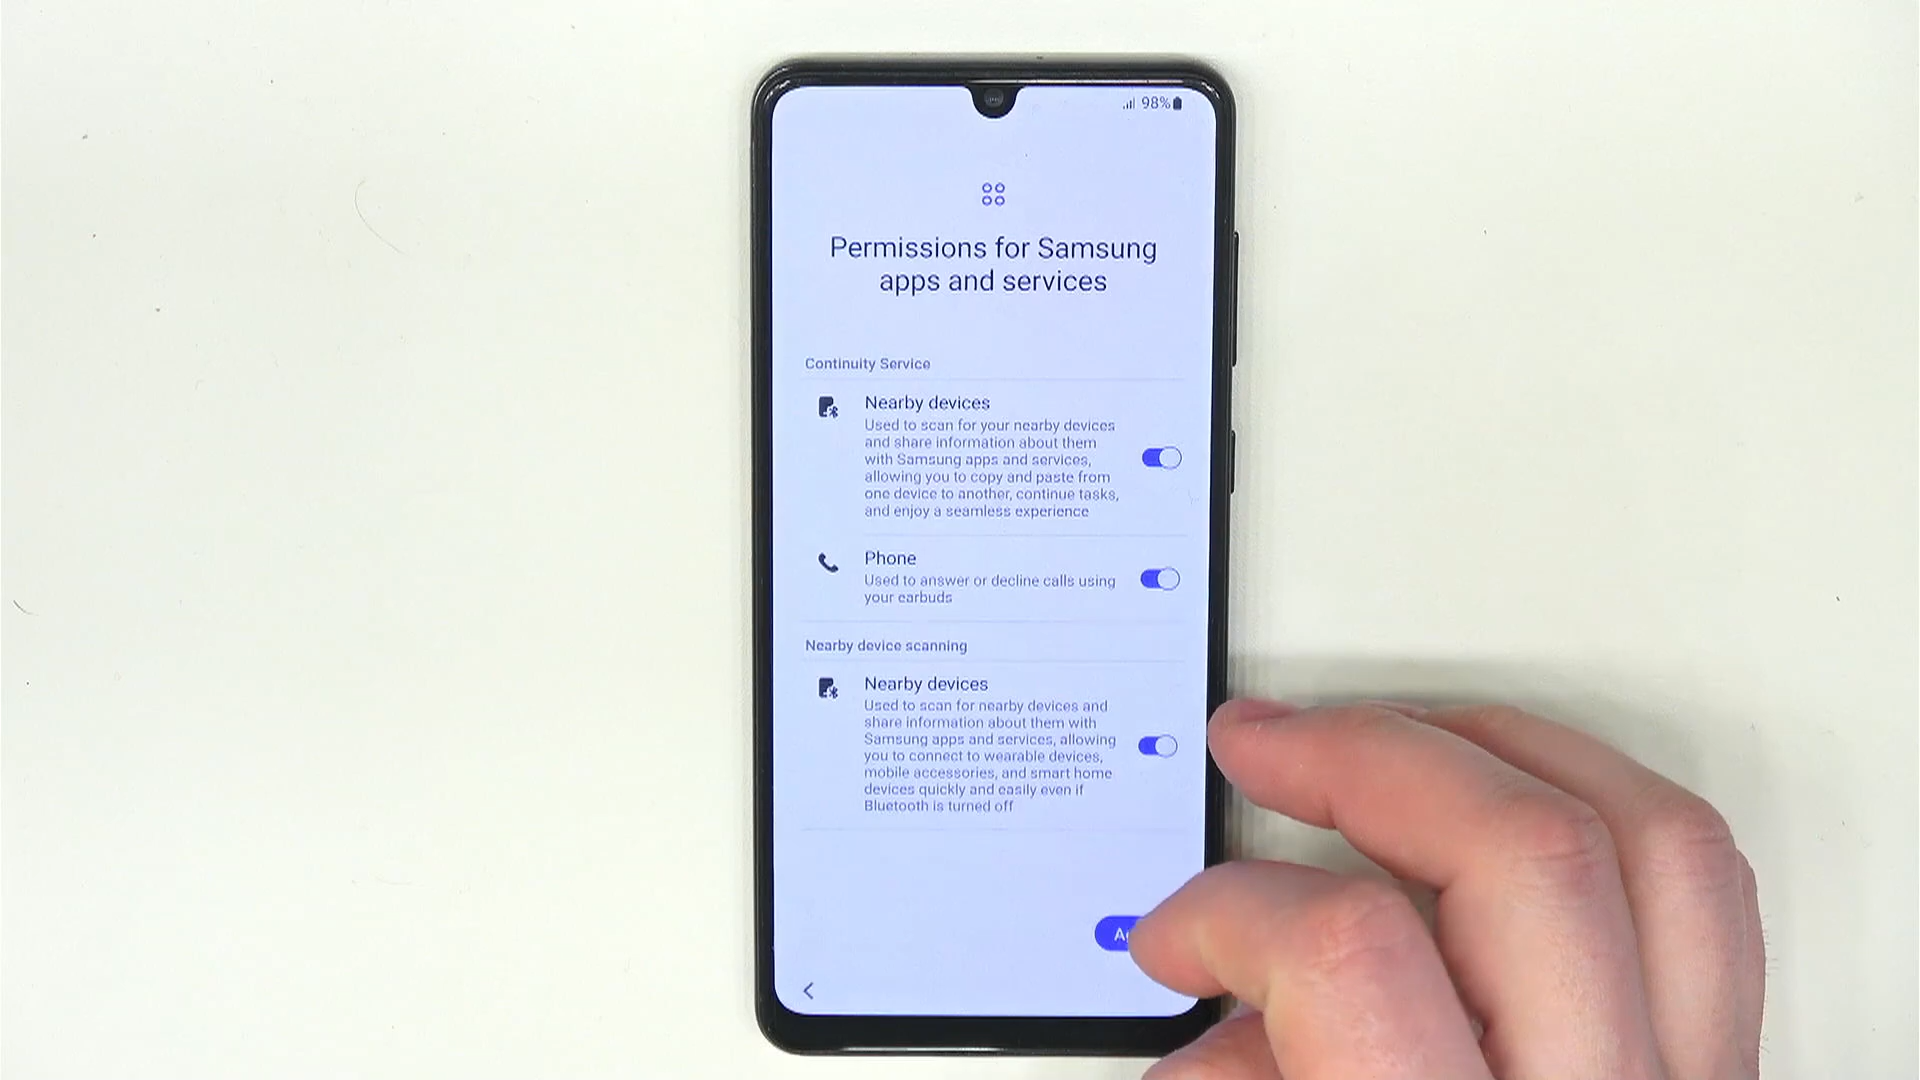 98%
Permissions for Samsung
apps and services
Continuity Service
Nearby devices
Used to scan for your nearby devices
and share information about them
with Samsung apps and services,
allowing you to copy and paste from
one device to another, continue tasks,
and enjoy a seamless experience
Phone
Used to answer or decline calls using
your earbuds
Nearby device scanning
Nearby devices
Used to scan for nearby devices and
share information about them with
Samsung apps and services, allowing
you to connect to wearable devices,
mobile accessories, and smart home
devices quickly and easily even if
Bluetooth is turned off